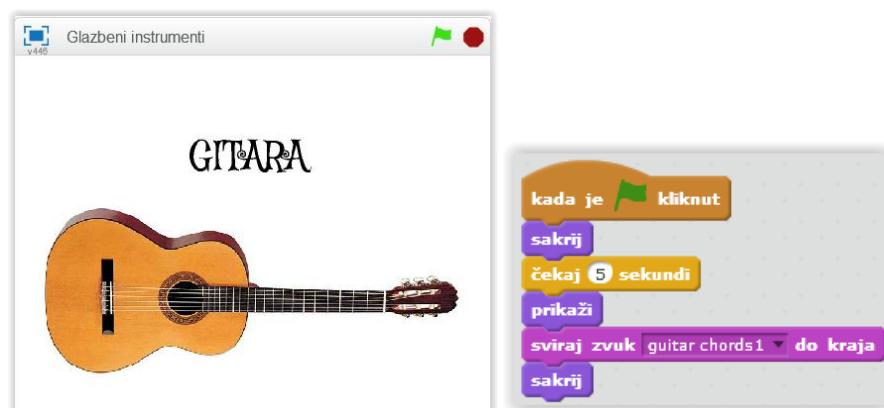 Glazbeni instrumenti
v446
GITARA
kada je kliknut
sakrij
čekaj 5 sekundi
prikaži
sviraj zvuk guitar chords1 do kraja
sakrij